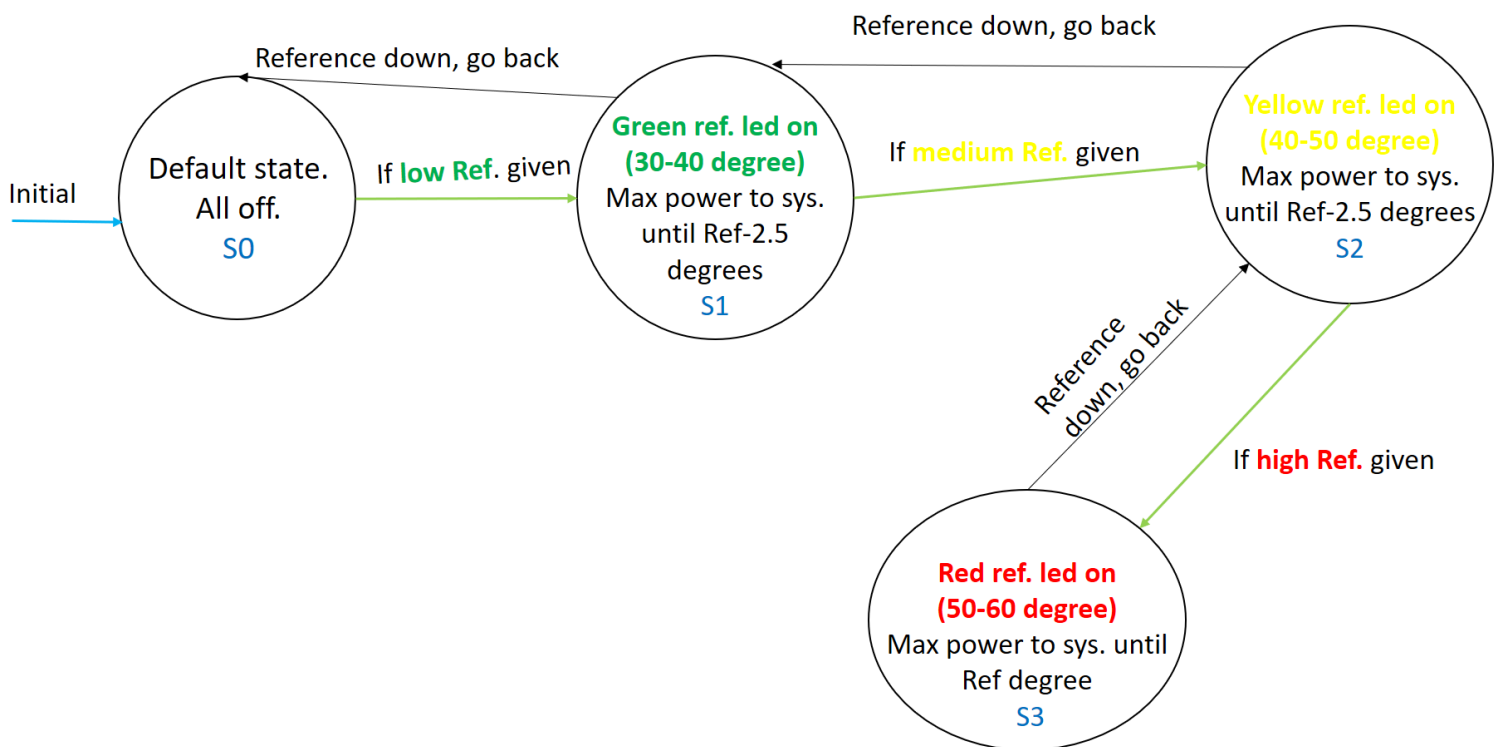 Initial
Default state.
All off.
S0
Reference down, go back
If low Ref. given
Green ref. led on
(30-40 degree)
Max power to sys.
until Ref-2.5
degrees
S1
Reference down, go back
If medium Ref. given
Yellow ref. led on
(40-50 degree)
Max power to sys.
until Ref-2.5 degrees
S2
Reference
down, go back
If high Ref. given
Red ref. led on
(50-60 degree)
Max power to sys. until
Ref degree
S3